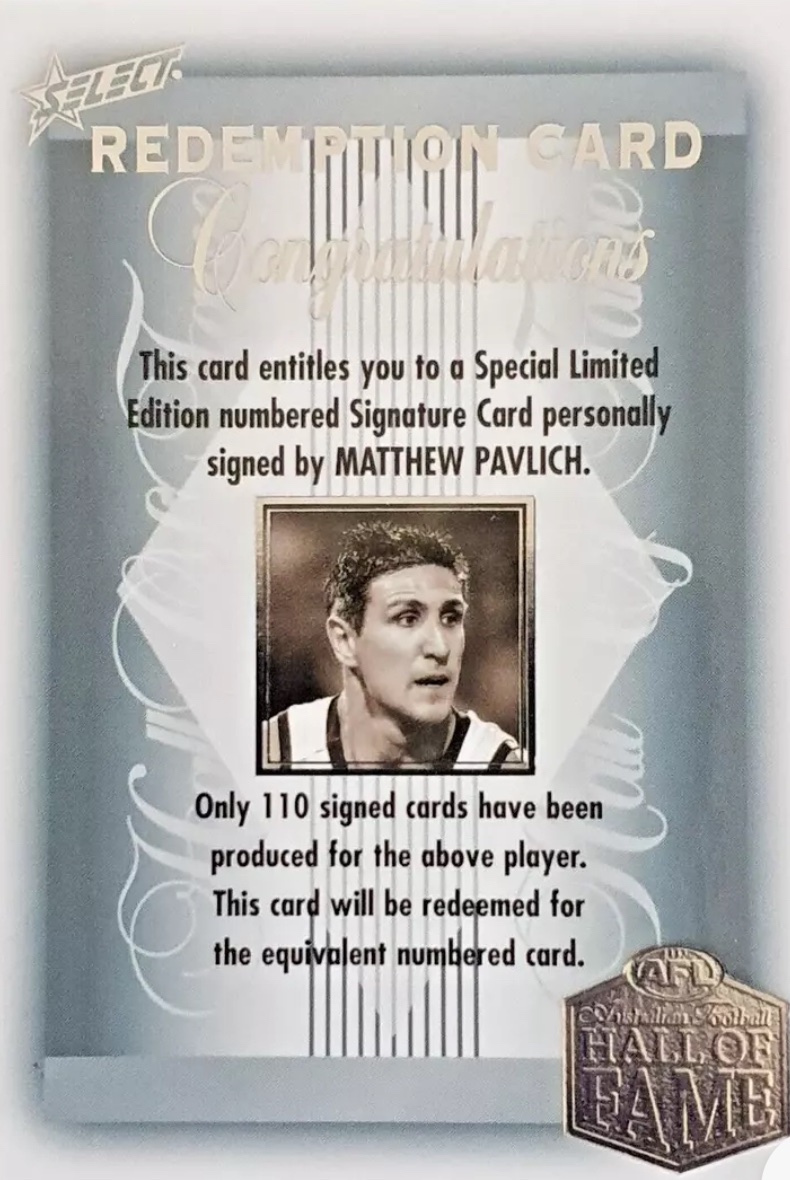 SELECT
REDEMPTION CARD
Congratulations
This card entitles you to a Special Limited
Edition numbered Signature Card personally
signed by MATTHEW PAVLICH.
Only 110 signed cards have been
produced for the above player.
This card will be redeemed for
the equivalent numbered card.
AFL
Australian Football
HALL OF
FAME